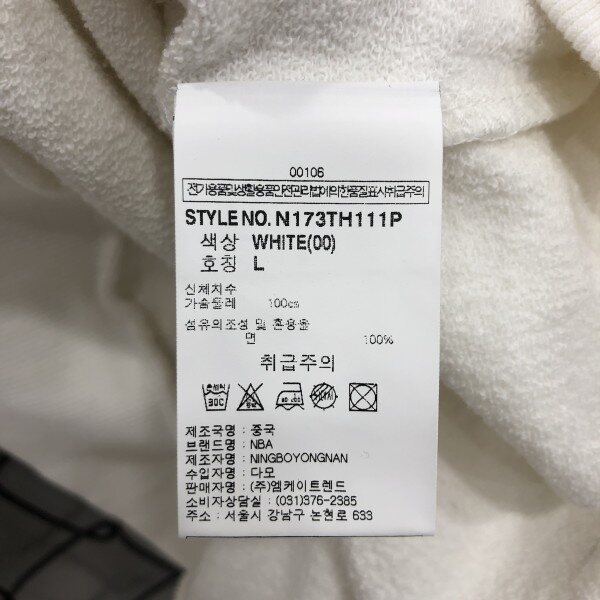 00106
전기용품및생활용품안전관리법에의한품질표시취급주의
STYLE NO. N173TH111P
색상 WHITE(00)
호칭 L
신체치수
가슴둘레 100cm
섬유의조성 및 혼용율
면 100%
취급주의
제조국명 : 중국
브랜드명 : NBA
제조자명 : NINGBOYONGNAN
수입자명 : 다모
판매자명 : (주)엠케이트렌드
소비자상담실 : (031)376-2385
주소 : 서울시 강남구 논현로 633